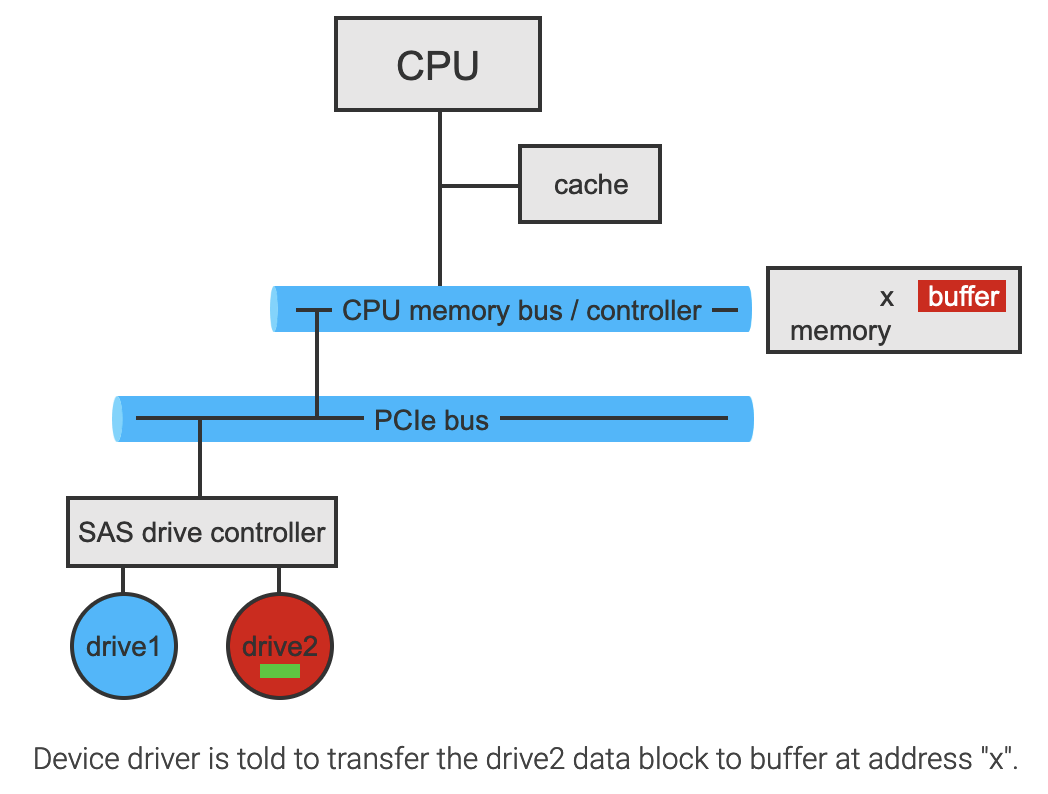 CPU
cache
CPU memory bus / controller
x buffer
memory
PCIe bus
SAS drive controller
drive1
drive2
Device driver is told to transfer the drive2 data block to buffer at address "x".